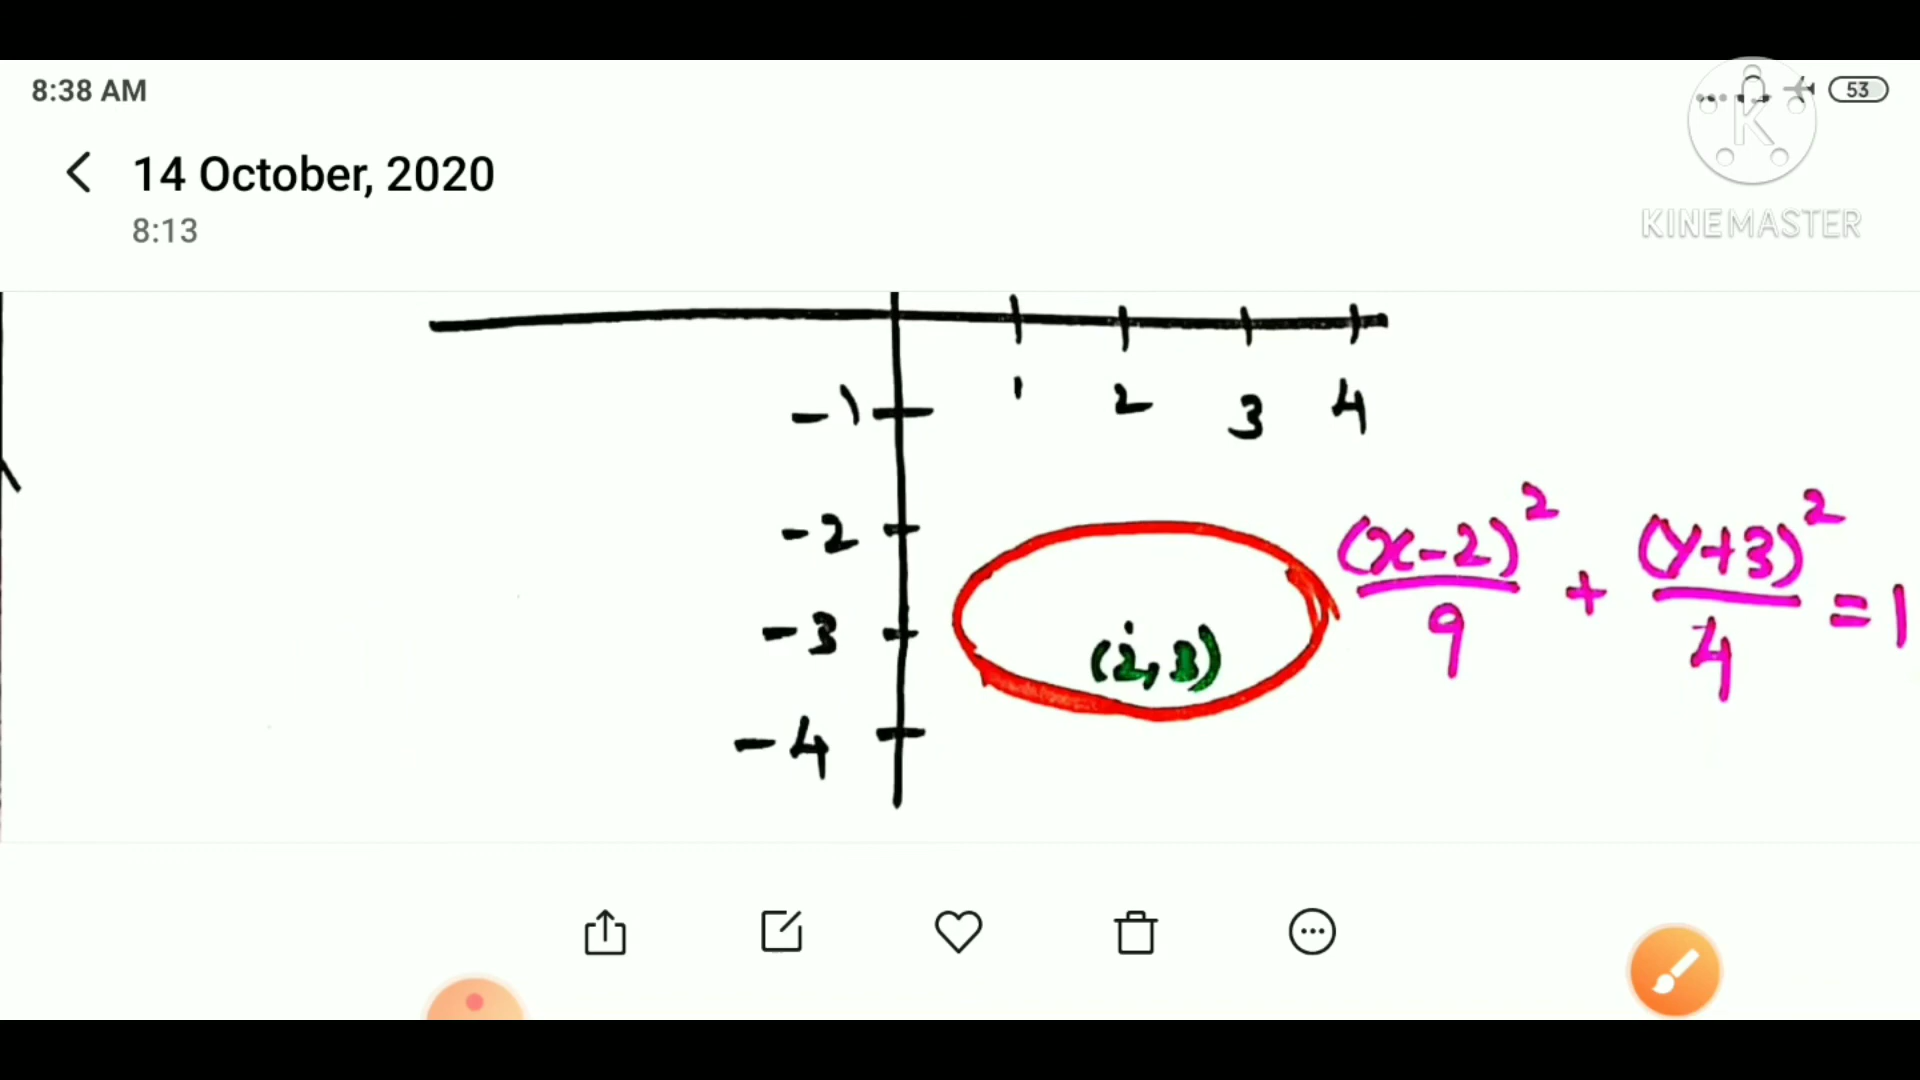 8:38 AM
53
14 October, 2020
8:13
KINEMASTER
1 2 3 4
-1
-2
-3
-4
(2,3)
(x-2)²/9 + (y+3)²/4 = 1